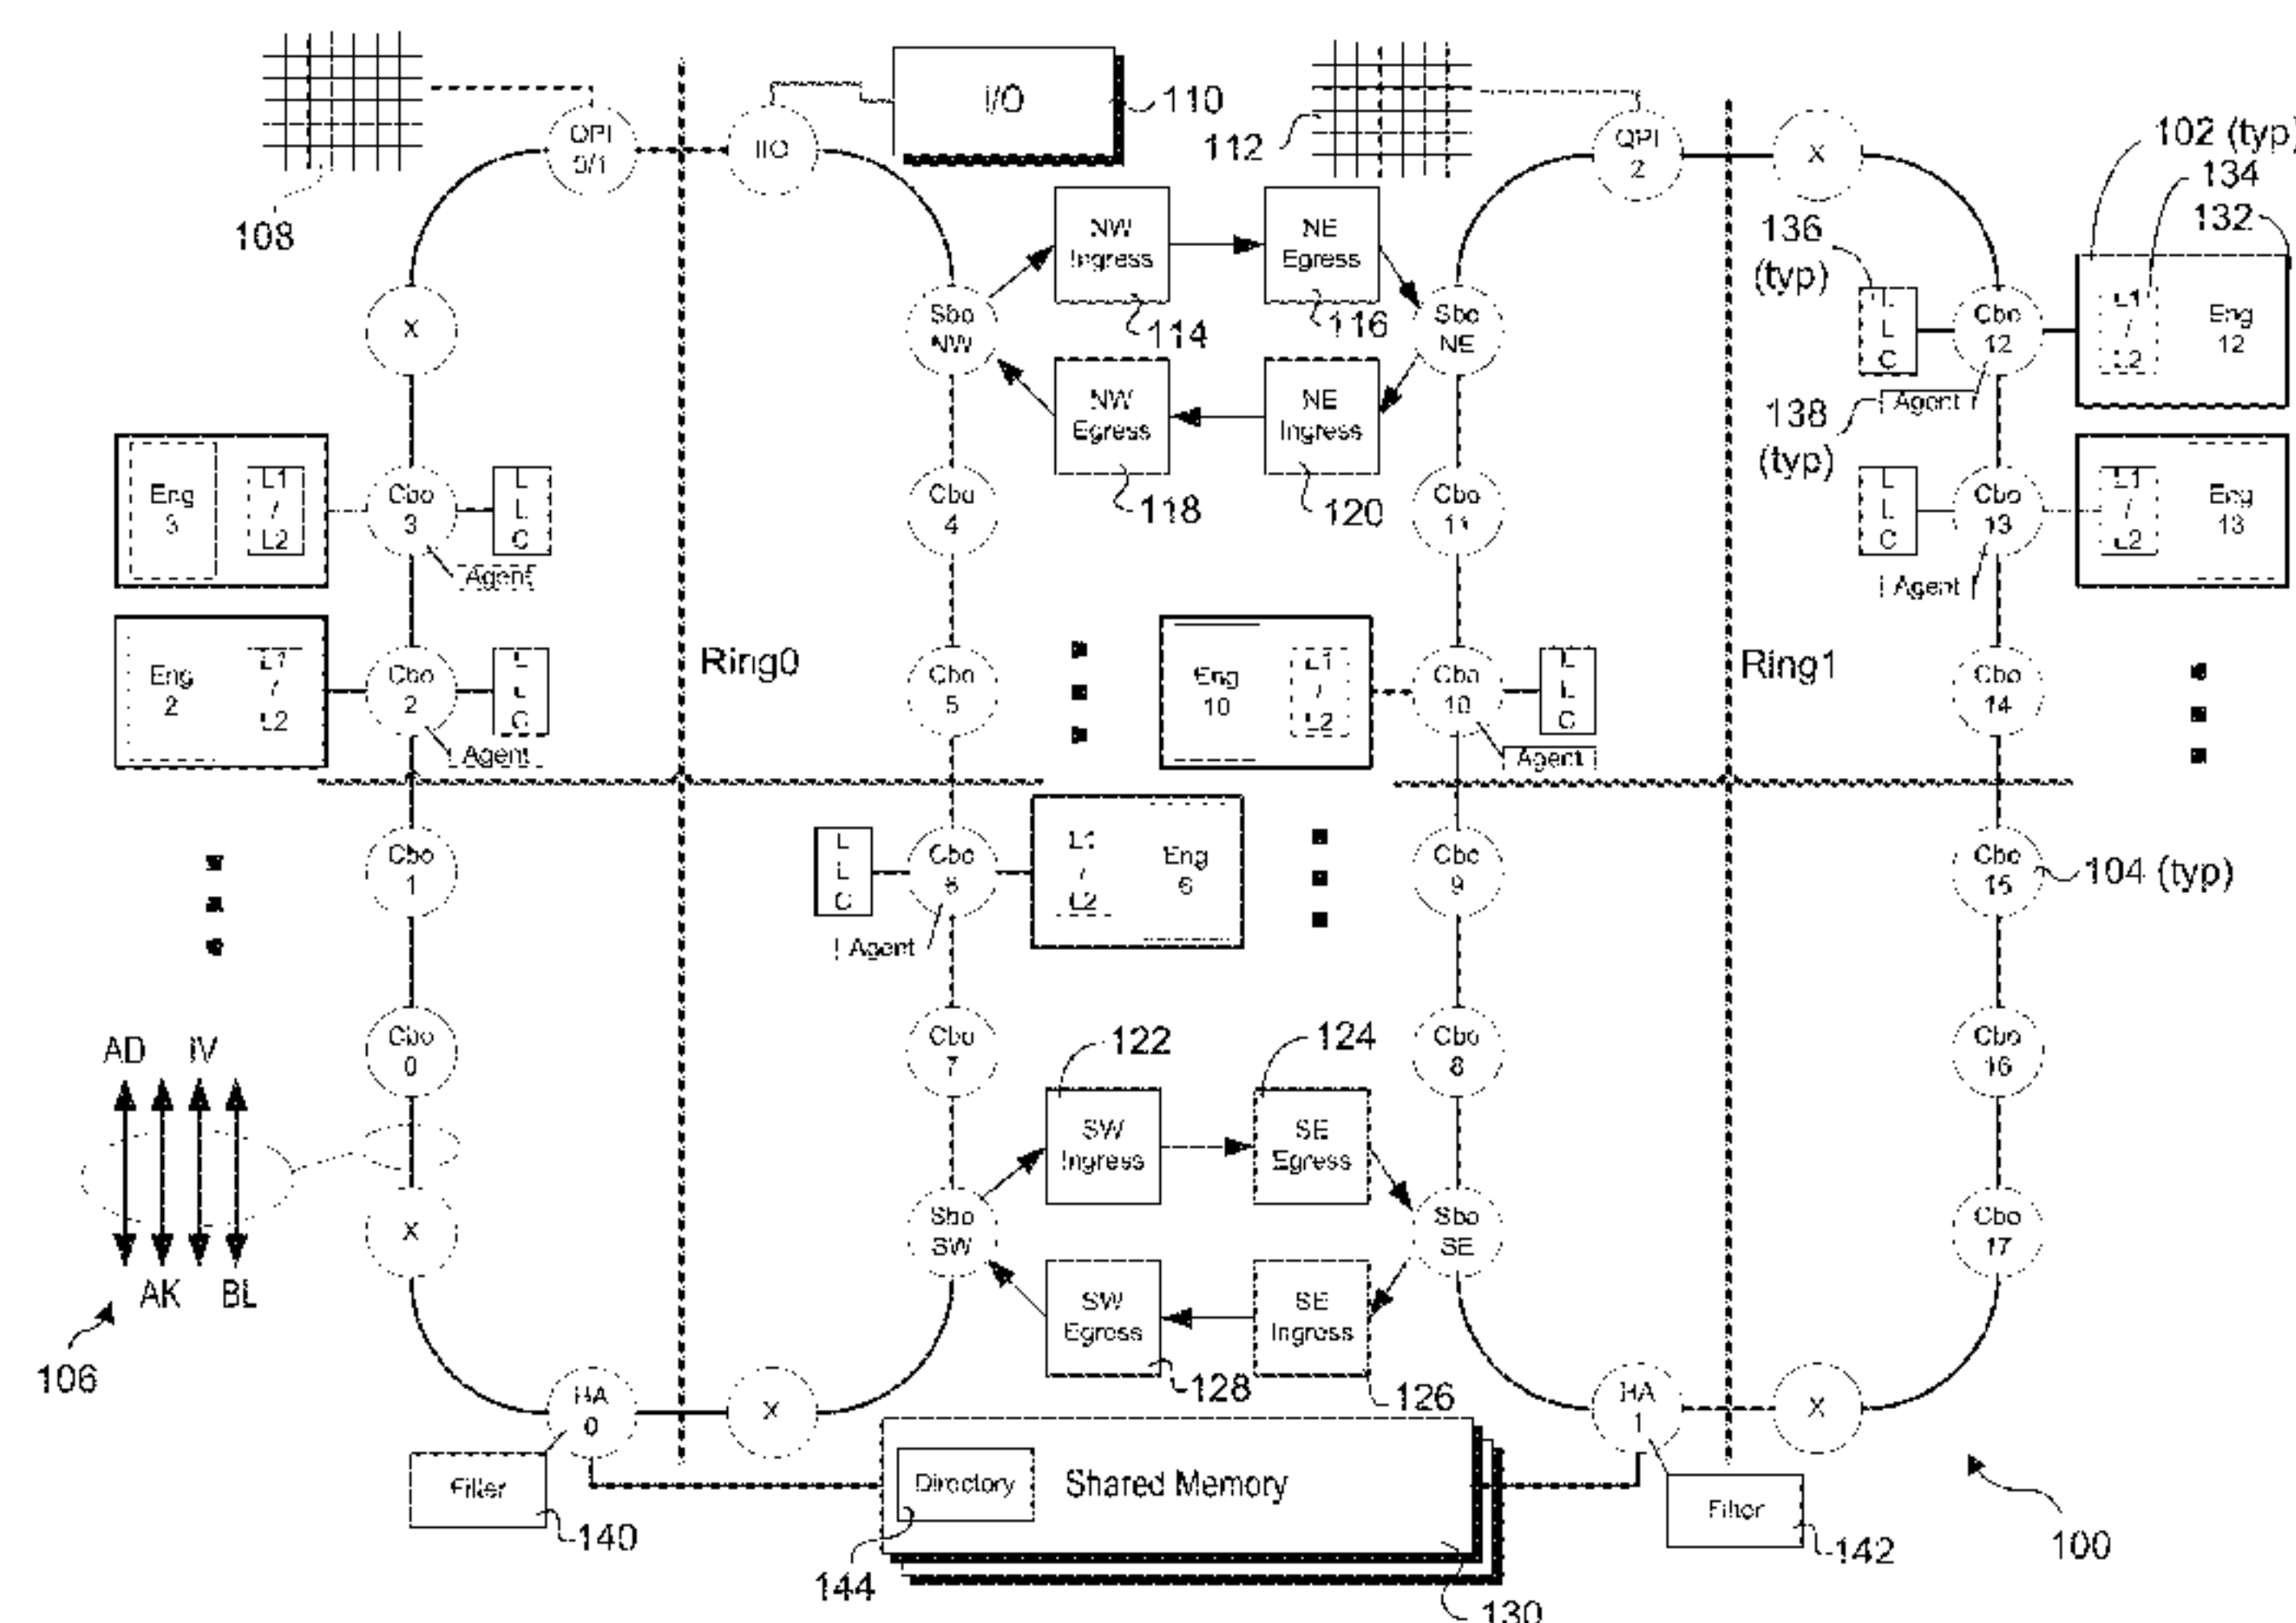 I/O
110
112
QPI
0/1
IIO
QPI
2
X
102 (typ)
134
132
108
NW
Ingress
NE
Egress
136
(typ)
X
Sbo
NW
114
116
Sbo
NE
L
L
C
Cbo
12
L1
/
L2
Eng
12
NW
Egress
NE
Ingress
138
(typ)
Agent
Eng
3
L1
/
L2
Cbo
3
L
L
C
Agent
Cbo
4
118
120
Cbo
11
L
L
C
Cbo
13
L1
/
L2
Eng
13
Agent
Eng
2
L1
/
L2
Cbo
2
L
L
C
Agent
Ring0
Cbo
5
Eng
10
L1
/
L2
Cbo
10
L
L
C
Agent
Ring1
Cbo
14
Cbo
1
L
L
C
Cbo
6
L1
/
L2
Eng
6
Agent
Cbo
9
Cbo
15
104 (typ)
AD
IV
Cbo
0
Cbo
7
122
124
Cbo
8
Cbo
16
SW
Ingress
SE
Egress
X
Sbo
SW
Sbo
SE
Cbo
17
AK
BL
106
SW
Egress
SE
Ingress
128
126
HA
0
X
HA
1
X
Filter
140
Directory
Shared Memory
144
130
Filter
142
100